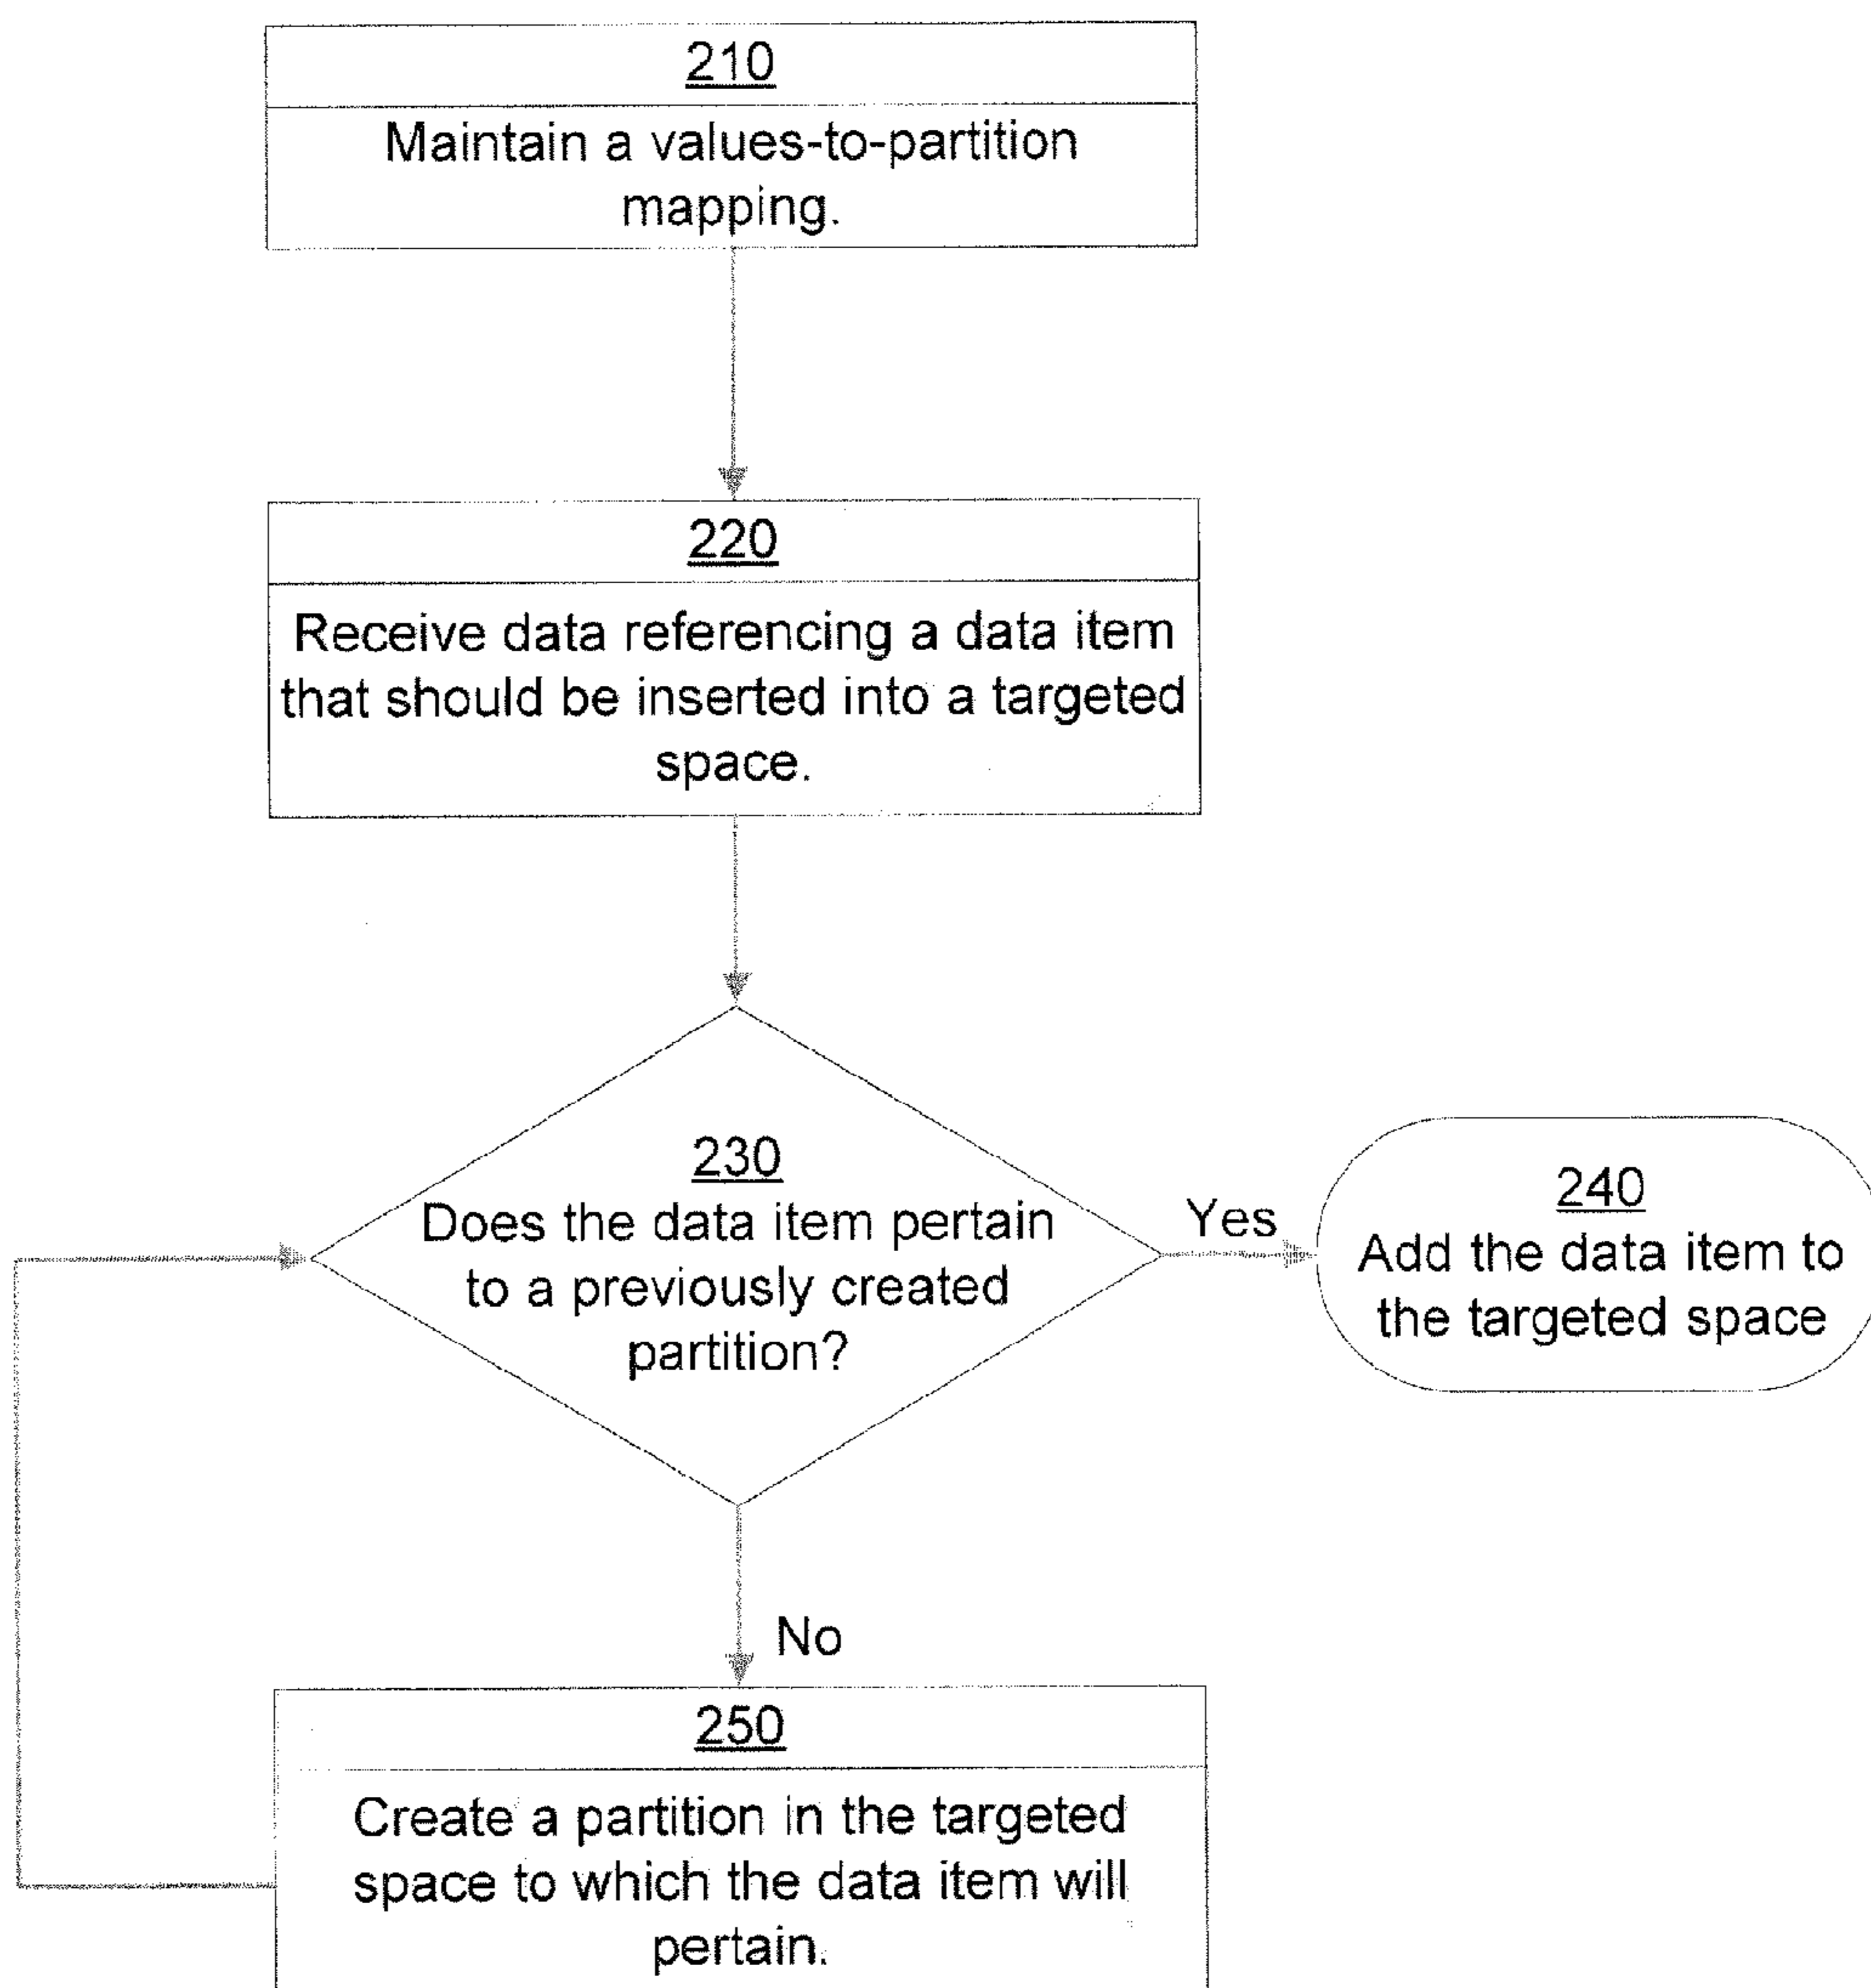 210
Maintain a values-to-partition
mapping.
220
Receive data referencing a data item
that should be inserted into a targeted
space.
230
Does the data item pertain
to a previously created
partition?
Yes
240
Add the data item to
the targeted space
No
250
Create a partition in the targeted
space to which the data item will
pertain.